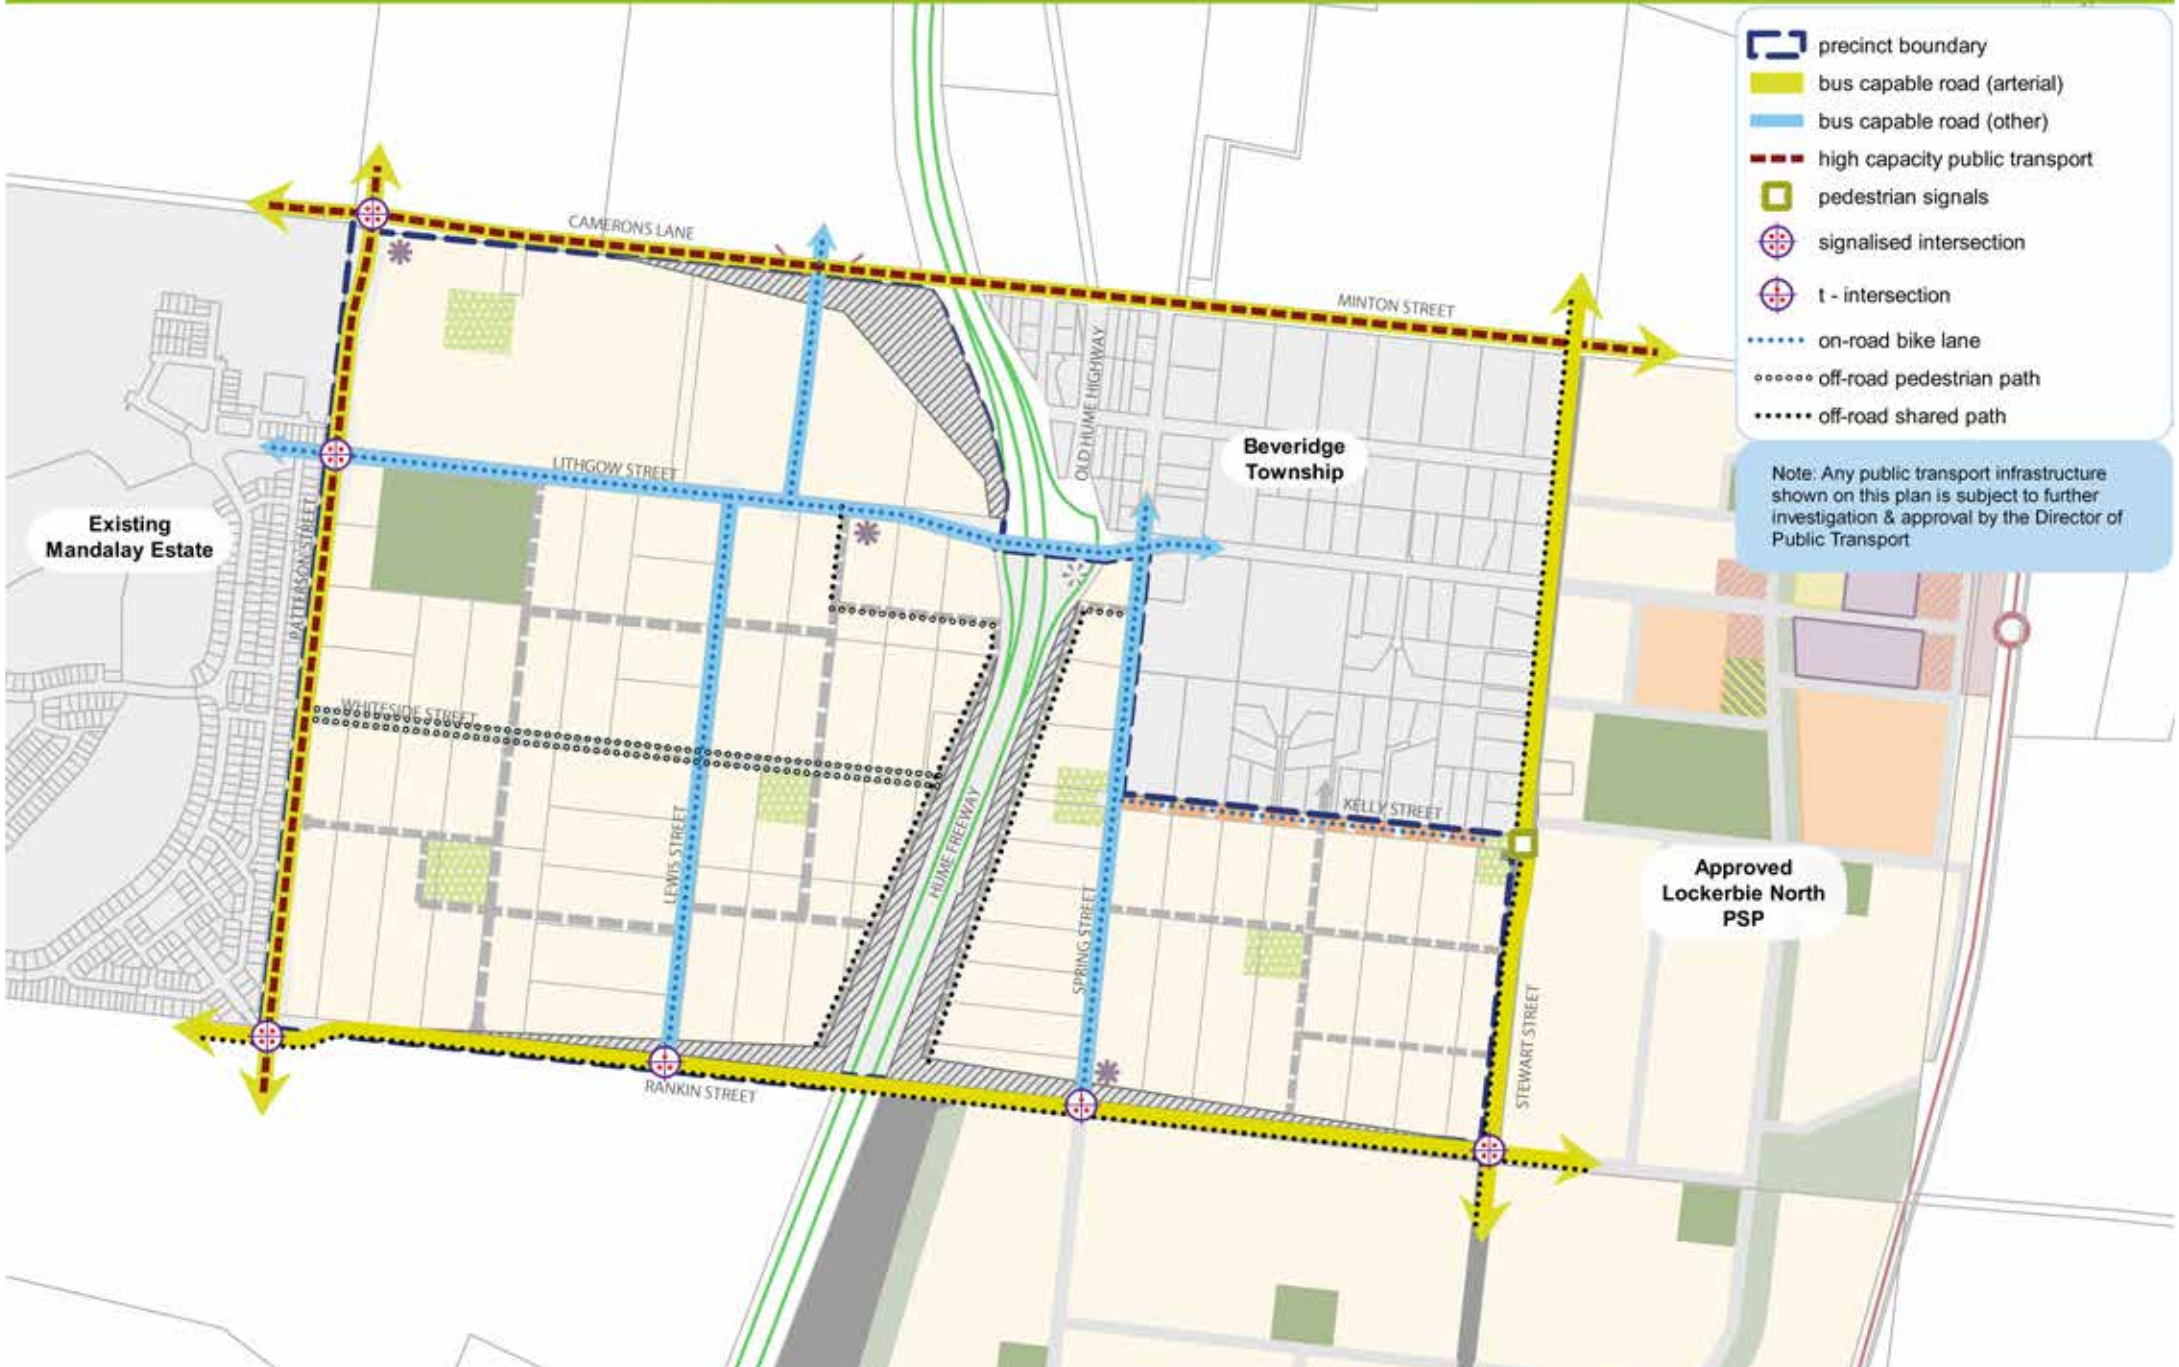 precinct boundary
bus capable road (arterial)
bus capable road (other)
high capacity public transport
pedestrian signals
signalised intersection
t - intersection
on-road bike lane
off-road pedestrian path
off-road shared path
Note: Any public transport infrastructure
shown on this plan is subject to further
investigation & approval by the Director of
Public Transport
CAMERONS LANE
MINTON STREET
OLD HUME HIGHWAY
Beveridge
Township
LITHGOW STREET
Existing
Mandalay Estate
PATTERSON STREET
WHITESIDE STREET
LEWIS STREET
HUME FREEWAY
KELLY STREET
SPRING STREET
Approved
Lockerbie North
PSP
STEWART STREET
RANKIN STREET